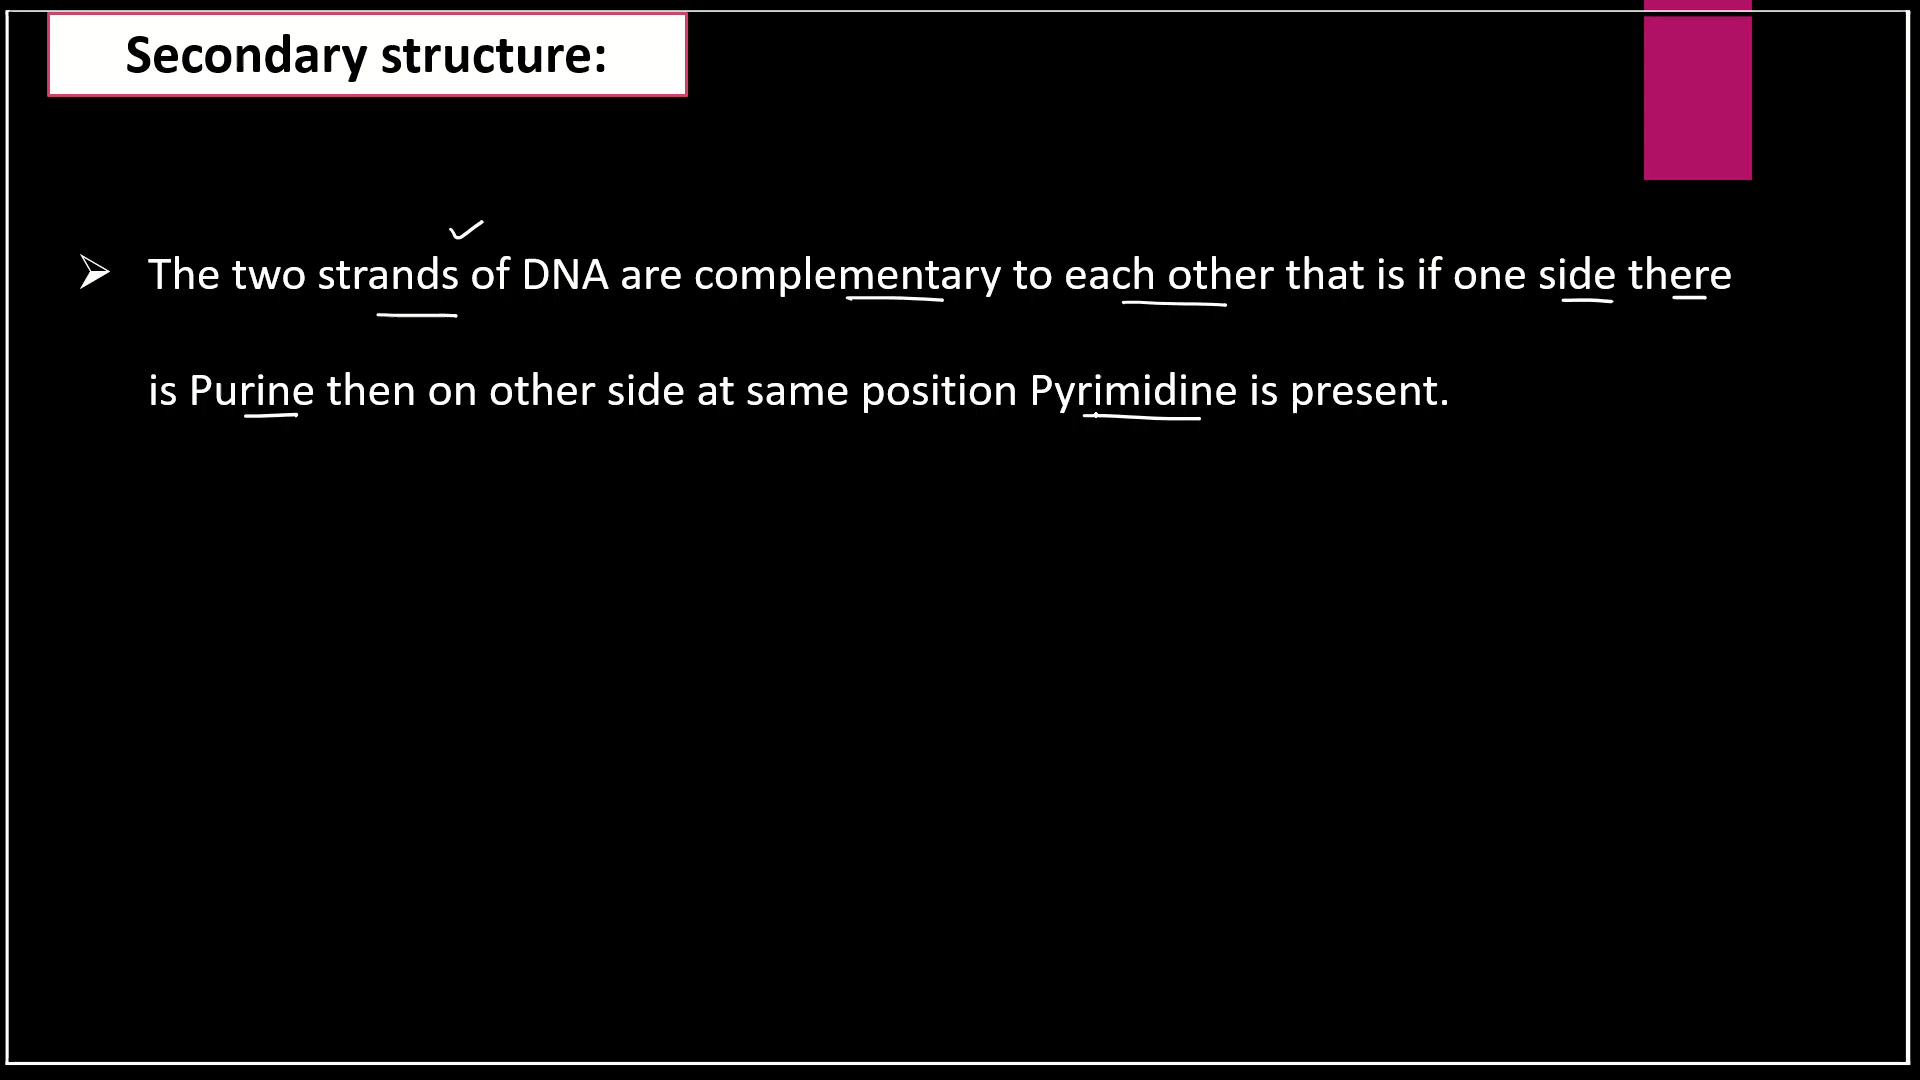 Secondary structure:
The two strands of DNA are complementary to each other that is if one side there
is Purine then on other side at same position Pyrimidine is present.